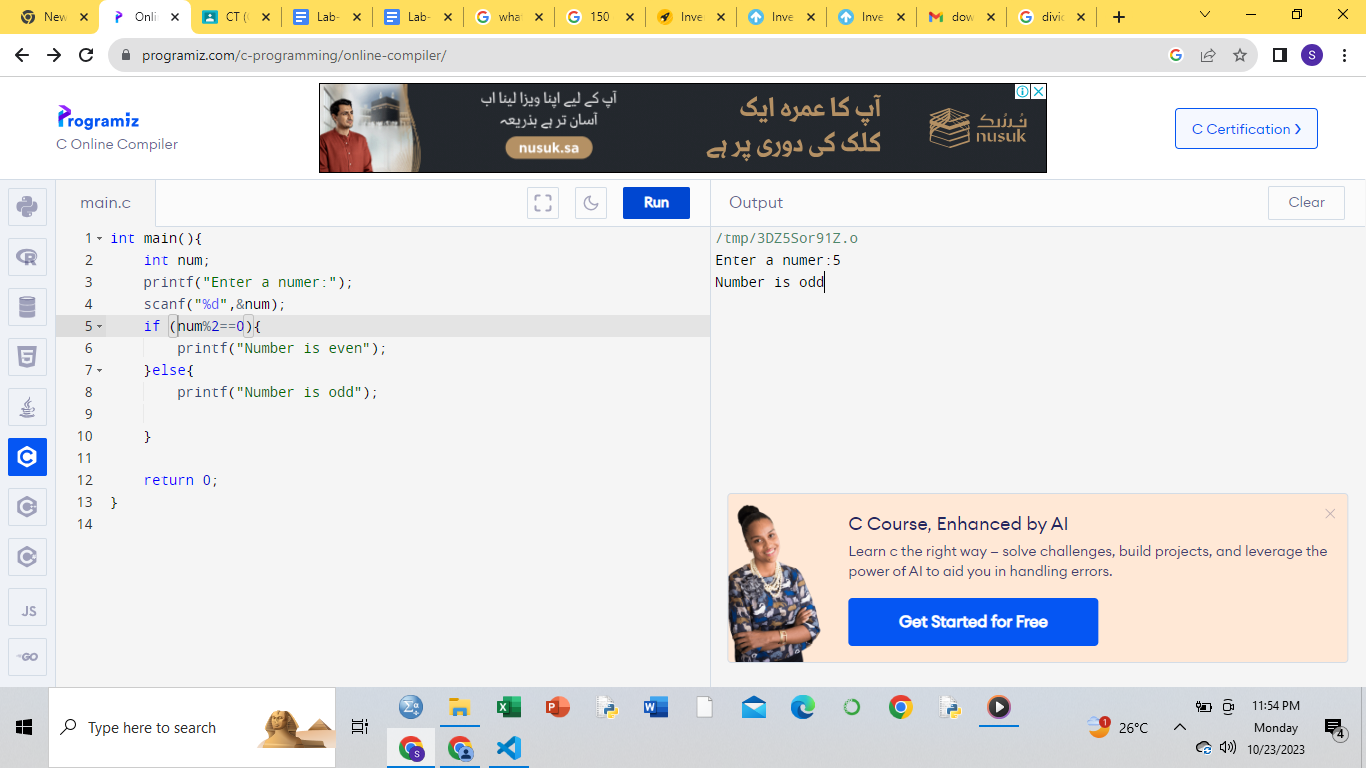 New
Onli
CT (
Lab-
Lab-
wha
150
Inve
Inve
Inve
dow
divid
programiz.com/c-programming/online-compiler/
S
Programiz
C Online Compiler
آپ کے لیے اپنا ویزا لینا اب
آسان تر ہے بذریعہ
nusuk.sa
آپ کا عمرہ ایک
کلک کی دوری پر ہے
نُسُك
nusuk
C Certification
main.c
Run
Output
Clear
1 int main(){
2 int num;
3 printf("Enter a numer:");
4 scanf("%d",&num);
5 if (num%2==0){
6 printf("Number is even");
7 }else{
8 printf("Number is odd");
9
10 }
11
12 return 0;
13 }
14
/tmp/3DZ5Sor91Z.o
Enter a numer:5
Number is odd
JS
GO
C Course, Enhanced by AI
Learn c the right way – solve challenges, build projects, and leverage the
power of AI to aid you in handling errors.
Get Started for Free
Type here to search
1
26°C
11:54 PM
Monday
10/23/2023
4